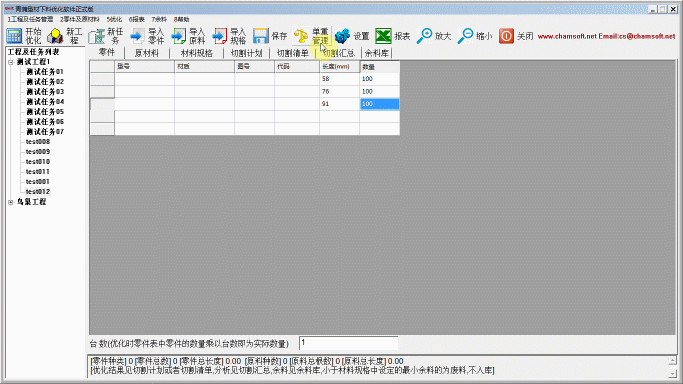 青梅型材下料优化软件正式版
1工程及任务管理 2零件及原材料 5优化 6报表 7余料 8帮助
开始优化 新工程 新任务 导入零件 导入原料 导入规格 保存 单重管理 设置 报表 放大 缩小 关闭 www.chamsoft.net Email:cs@chamsoft.net
工程及任务列表
零件 原材料 材料规格 切割计划 切割清单 切割汇总 余料库
测试工程1
测试任务01
测试任务02
测试任务03
测试任务04
测试任务05
测试任务06
测试任务07
test008
test009
test010
test011
test001
test012
鸟巢工程
型号 材质 图号 代码 长度(mm) 数量
58 100
76 100
91 100
台 数(优化时零件表中零件的数量乘以台数即为实际数量) 1
[零件种类] 0 [零件总数] 0 [零件总长度] 0.00 [原料种数] 0 [原料总根数] 0 [原料总长度] 0.00
[优化结果见切割计划或者切割清单,分析见切割汇总,余料见余料库,小于材料规格中设定的最小余料的为废料,不入库]